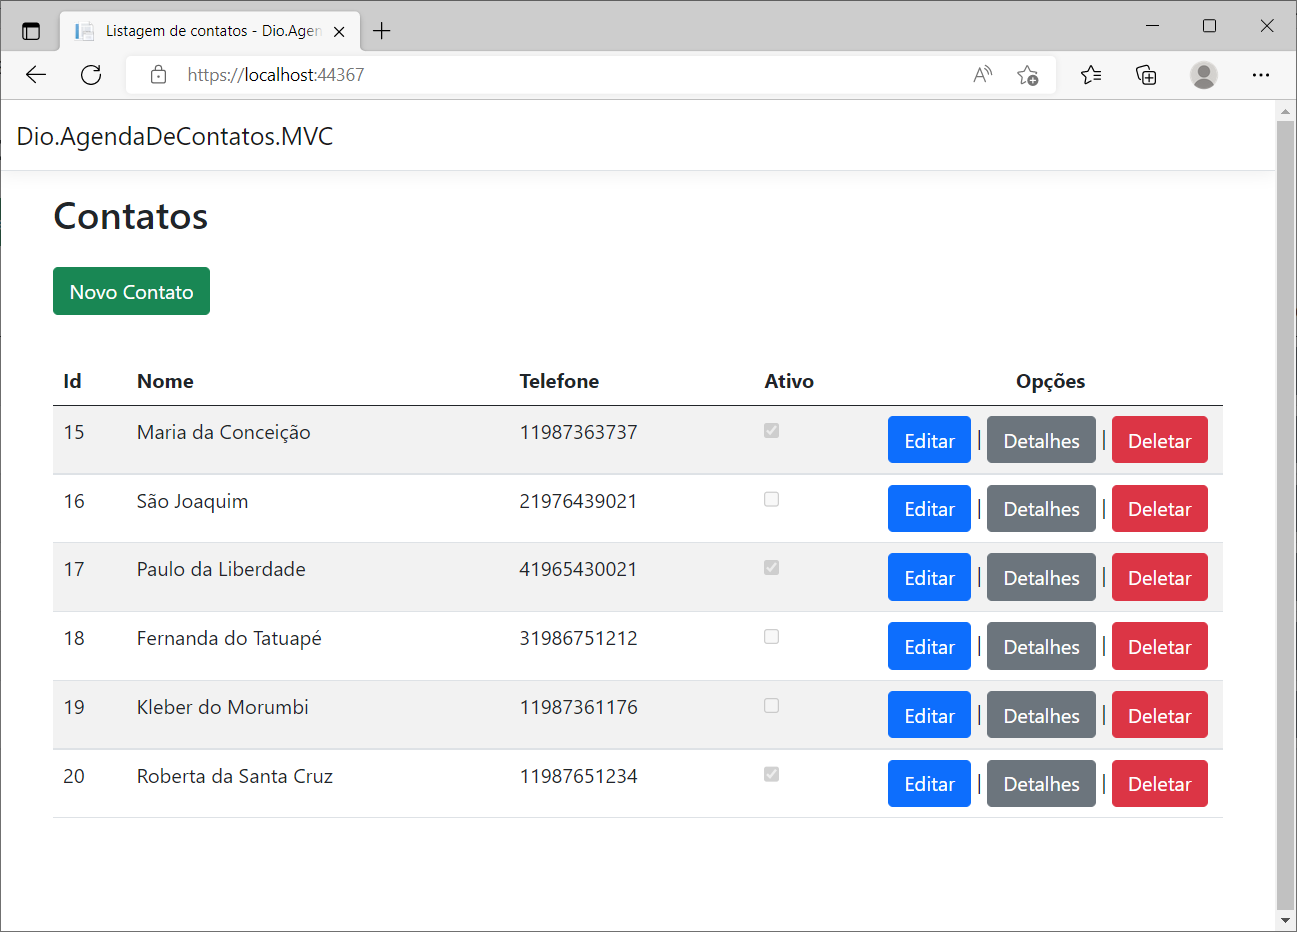 Listagem de contatos - Dio.Agen
https://localhost:44367
Dio.AgendaDeContatos.MVC
Contatos
Novo Contato
Id Nome Telefone Ativo Opções
15 Maria da Conceição 11987363737 Editar | Detalhes | Deletar
16 São Joaquim 21976439021 Editar | Detalhes | Deletar
17 Paulo da Liberdade 41965430021 Editar | Detalhes | Deletar
18 Fernanda do Tatuapé 31986751212 Editar | Detalhes | Deletar
19 Kleber do Morumbi 11987361176 Editar | Detalhes | Deletar
20 Roberta da Santa Cruz 11987651234 Editar | Detalhes | Deletar